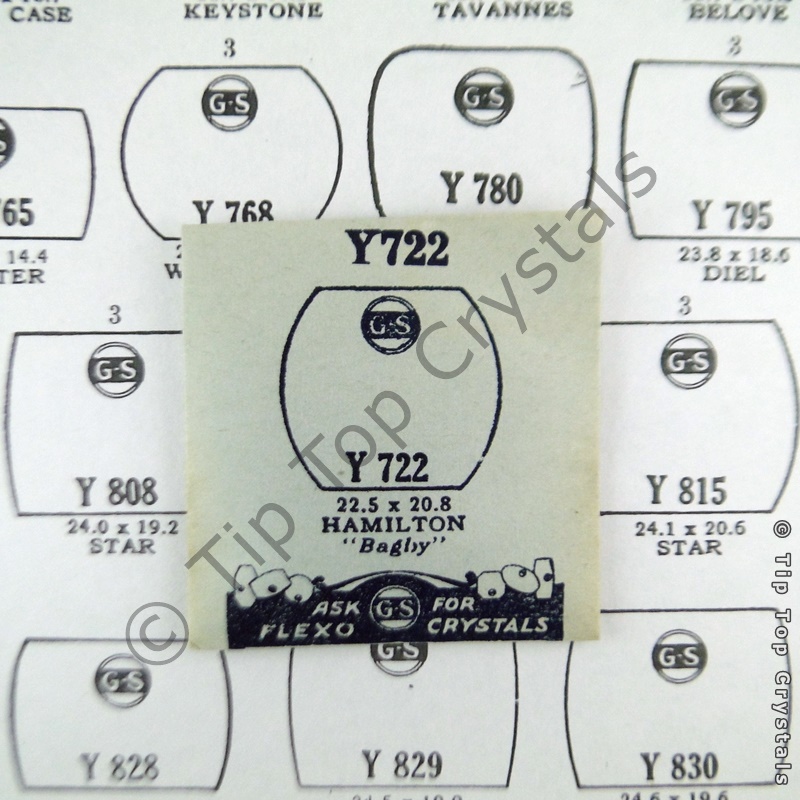 CASE
KEYSTONE
TAVANNES
BELOVE
3
3
G-S
G-S
G-S
65
Y 768
Y 780
Y 795
14.4
TER
23.8 x 18.6
DIEL
Y722
G-S
Y 722
22.5 x 20.8
HAMILTON
"Bagby"
ASK G-S FOR
FLEXO CRYSTALS
3
3
G-S
G-S
Y 808
Y 815
24.0 x 19.2
STAR
24.1 x 20.6
STAR
G-S
G-S
G-S
Y 828
Y 829
Y 830
© Tip Top Crystals
© Tip Top Crystals